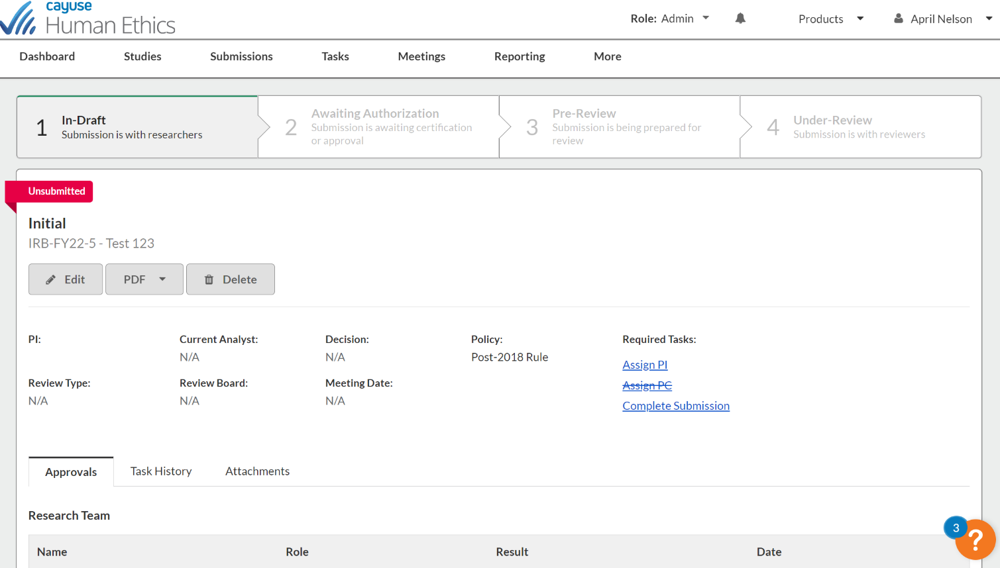 cayuse
Human Ethics
Role: Admin
Products
April Nelson
Dashboard
Studies
Submissions
Tasks
Meetings
Reporting
More
1
In-Draft
Submission is with researchers
2
Awaiting Authorization
Submission is awaiting certification
or approval
3
Pre-Review
Submission is being prepared for
review
4
Under-Review
Submission is with reviewers
Unsubmitted
Initial
IRB-FY22-5 - Test 123
Edit
PDF
Delete
PI:
Current Analyst:
N/A
Decision:
N/A
Policy:
Post-2018 Rule
Required Tasks:
Assign PI
Assign PC
Complete Submission
Review Type:
N/A
Review Board:
N/A
Meeting Date:
N/A
Approvals
Task History
Attachments
Research Team
Name
Role
Result
Date
3
?